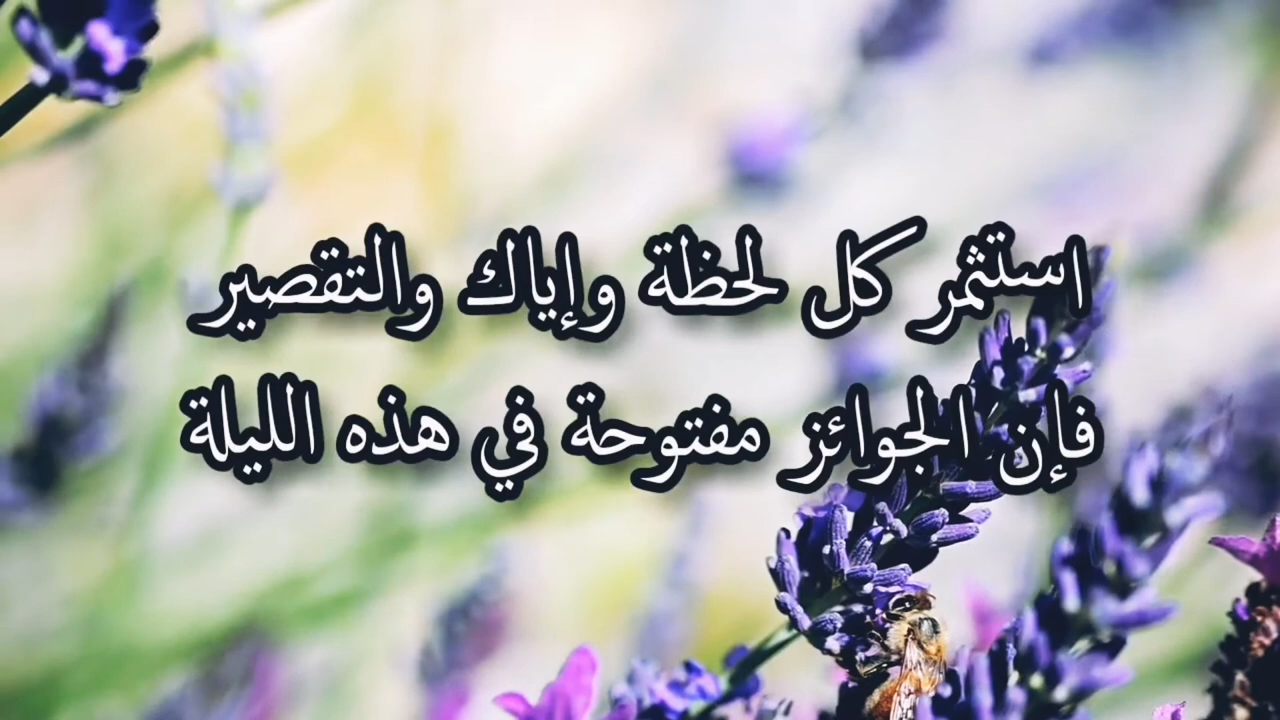 استثمر كل لحظة وإياك والتقصير
فإن الجوائز مفتوحة في هذه الليلة